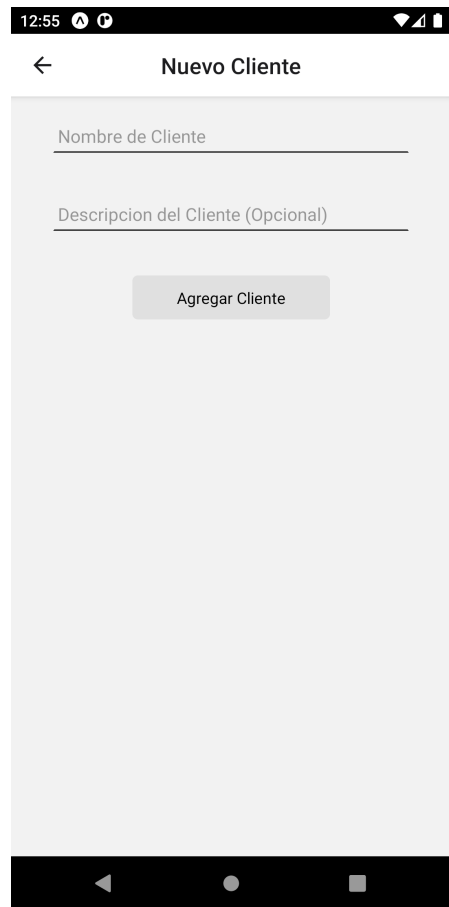 12:55
Nuevo Cliente
Nombre de Cliente
Descripcion del Cliente (Opcional)
Agregar Cliente